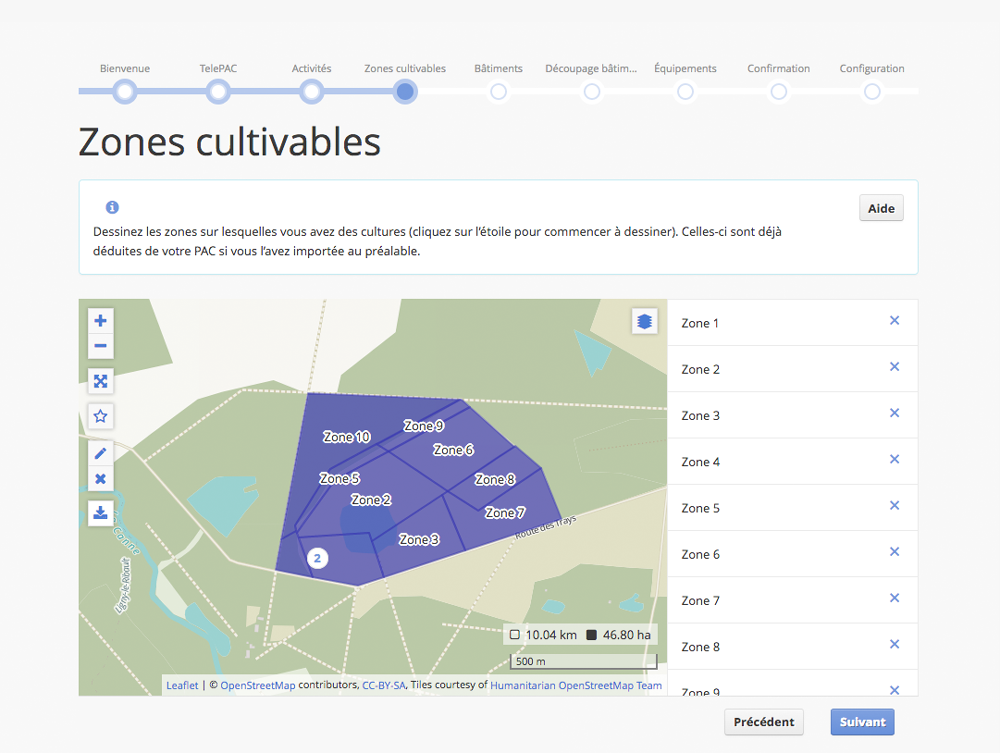 Bienvenue
TelePAC
Activités
Zones cultivables
Bâtiments
Découpage bâtim...
Équipements
Confirmation
Configuration
Zones cultivables
Aide
Dessinez les zones sur lesquelles vous avez des cultures (cliquez sur l'étoile pour commencer à dessiner). Celles-ci sont déjà
déduites de votre PAC si vous l'avez importée au préalable.
Zone 10
Zone 9
Zone 6
Zone 5
Zone 8
Zone 2
Zone 7
Zone 3
2
Route des Trays
10.04 km
46.80 ha
500 m
Leaflet | © OpenStreetMap contributors, CC-BY-SA, Tiles courtesy of Humanitarian OpenStreetMap Team
Zone 1
Zone 2
Zone 3
Zone 4
Zone 5
Zone 6
Zone 7
Zone 8
Zone 9
Précédent
Suivant